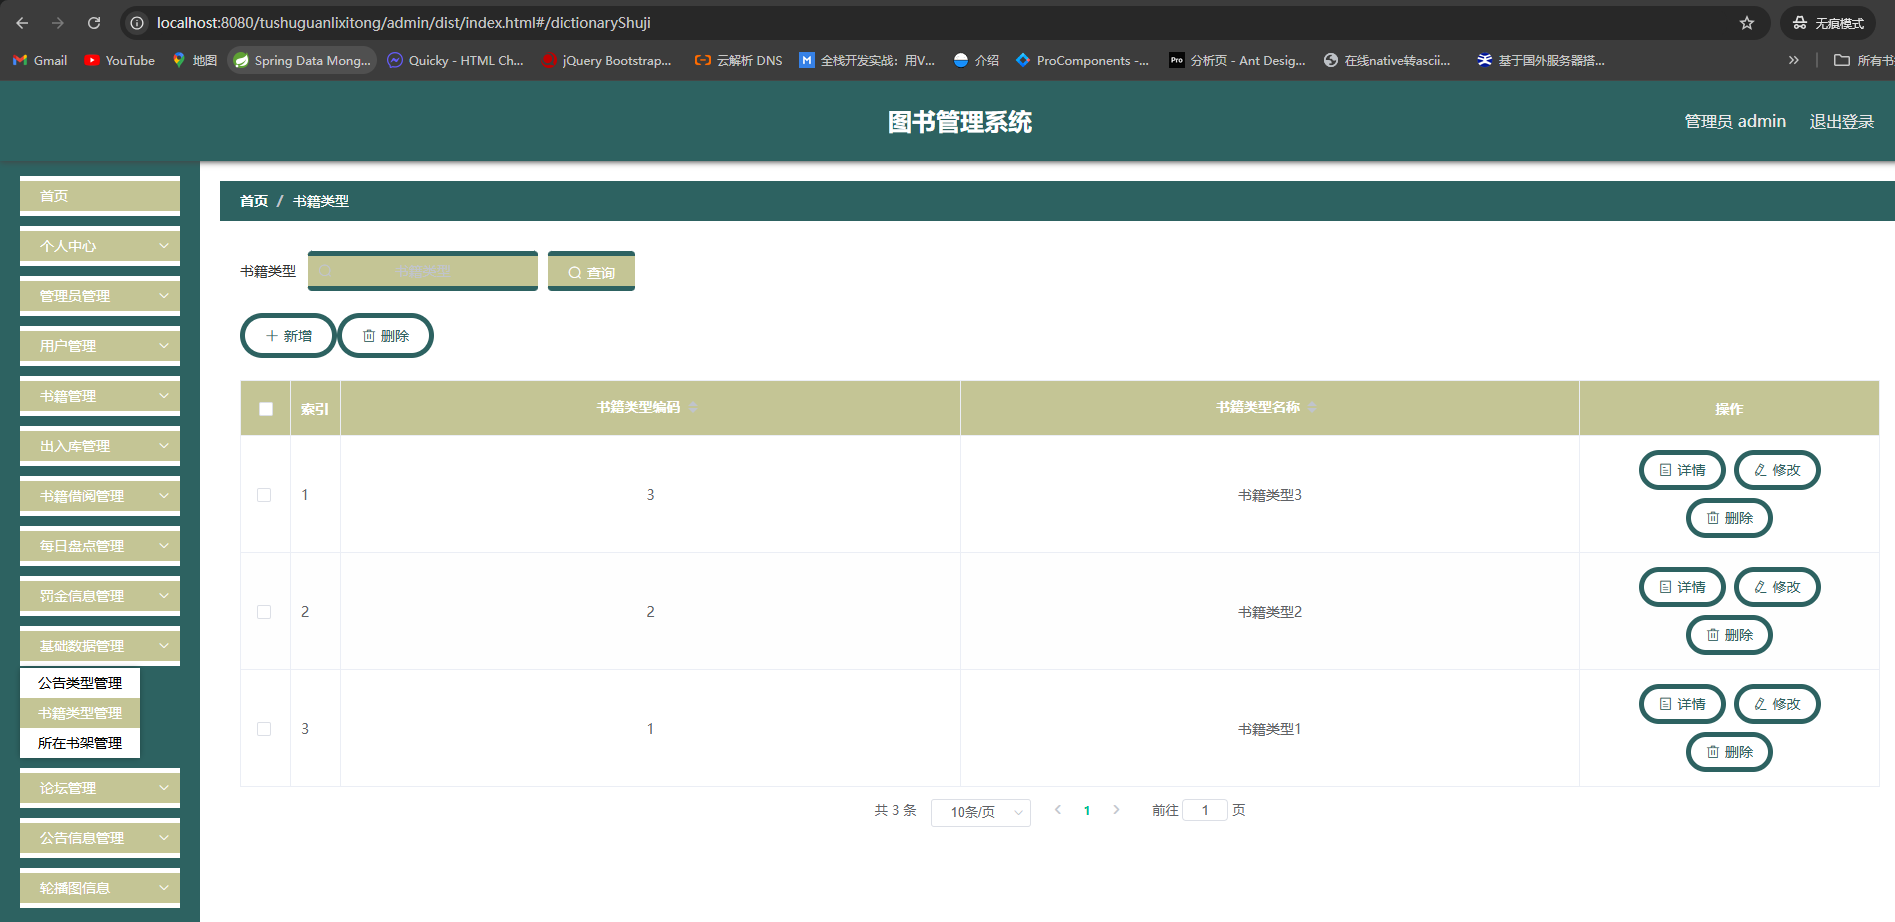 localhost:8080/tushuguanlixitong/admin/dist/index.html#/dictionaryShuji
无痕模式
Gmail
YouTube
地图
Spring Data Mong...
Quicky - HTML Ch...
jQuery Bootstrap...
云解析 DNS
全栈开发实战：用V...
介绍
ProComponents -...
Pro
分析页 - Ant Desig...
在线native转ascii...
基于国外服务器搭...
所有书
图书管理系统
管理员 admin
退出登录
首页
个人中心
管理员管理
用户管理
书籍管理
出入库管理
书籍借阅管理
每日盘点管理
罚金信息管理
基础数据管理
公告类型管理
书籍类型管理
所在书架管理
论坛管理
公告信息管理
轮播图信息
首页 / 书籍类型
书籍类型
书籍类型
查询
新增
删除
索引
书籍类型编码
书籍类型名称
操作
1
3
书籍类型3
详情
修改
删除
2
2
书籍类型2
详情
修改
删除
3
1
书籍类型1
详情
修改
删除
共 3 条
10条/页
1
前往 1 页